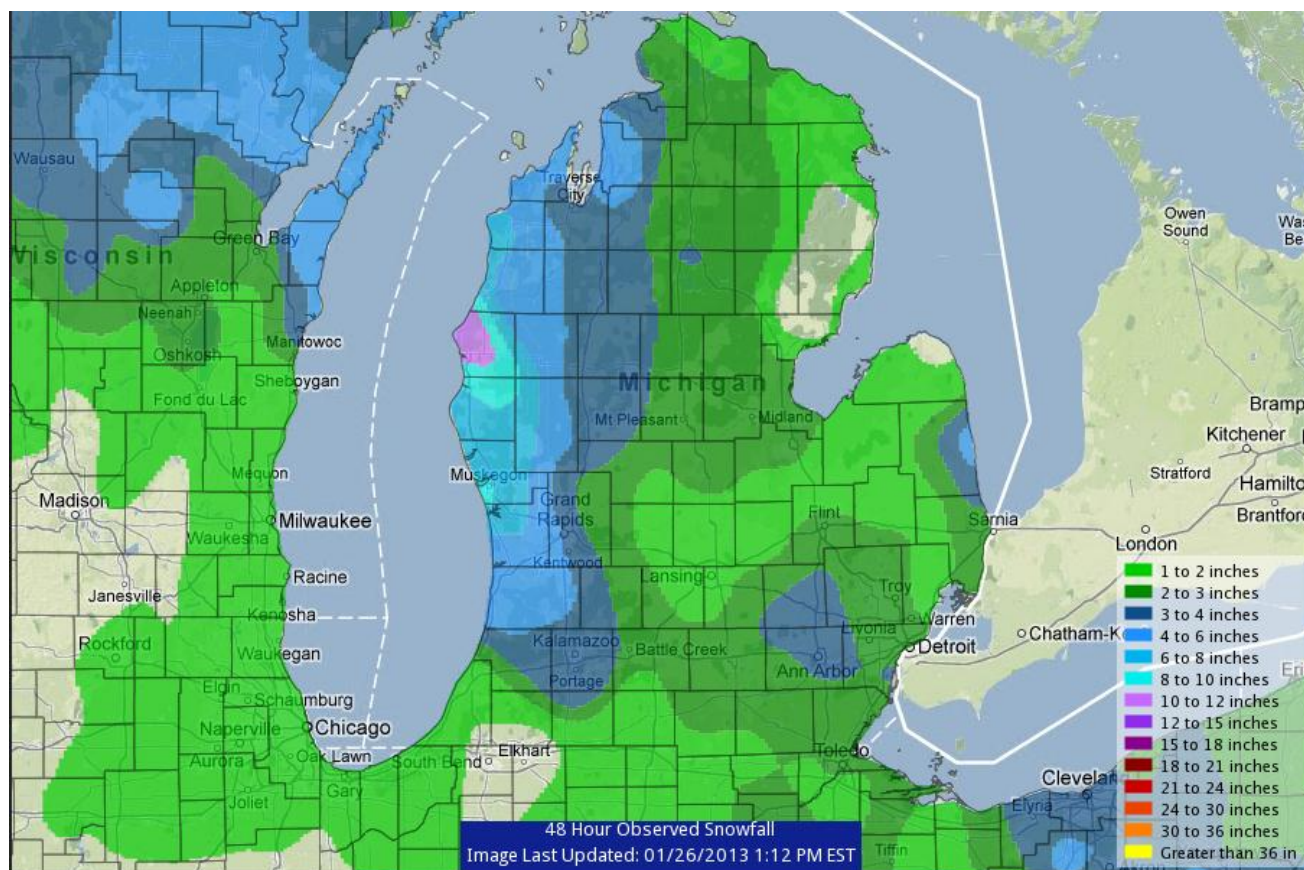 Wausau
Traverse
City
Owen
Sound
Green Bay
Wisconsin
Appleton
Neenah
Oshkosh
Manitowoc
Sheboygan
Fond du Lac
Michigan
Mt Pleasant
Midland
Kitchener
Stratford
Brantford
Mequon
Muskegon
Madison
Milwaukee
Waukesha
Grand
Rapids
Flint
Sarnia
London
Racine
Kentwood
Lansing
Janesville
Kenosha
Troy
Warren
Livonia
Detroit
Rockford
Waukegan
Kalamazoo
Portage
Battle Creek
Ann Arbor
Elgin
Schaumburg
Naperville
Chicago
Aurora
Oak Lawn
South Bend
Elkhart
Toledo
Joliet
Gary
Elyria
Tiffin
1 to 2 inches
2 to 3 inches
3 to 4 inches
4 to 6 inches
6 to 8 inches
8 to 10 inches
10 to 12 inches
12 to 15 inches
15 to 18 inches
18 to 21 inches
21 to 24 inches
24 to 30 inches
30 to 36 inches
Greater than 36 in
48 Hour Observed Snowfall
Image Last Updated: 01/26/2013 1:12 PM EST